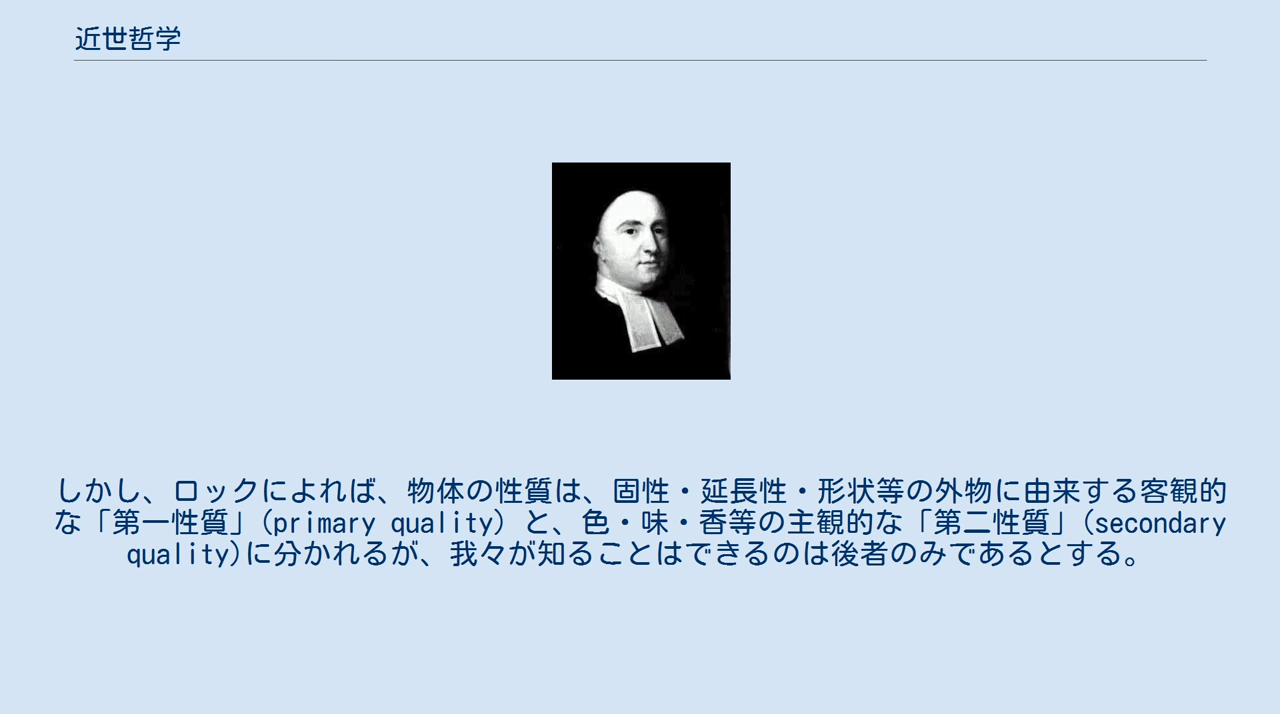 近世哲学
しかし、ロックによれば、物体の性質は、固性・延長性・形状等の外物に由来する客観的
な「第一性質」(primary quality) と、色・味・香等の主観的な「第二性質」(secondary
quality)に分かれるが、我々が知ることはできるのは後者のみであるとする。